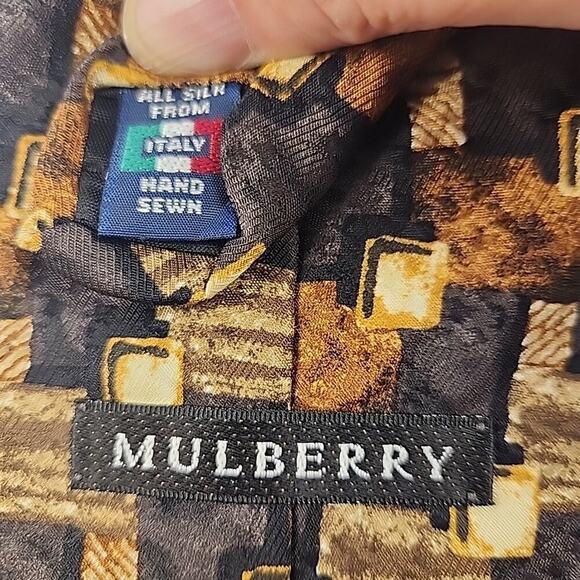 ALL SILK
FROM
ITALY
HAND
SEWN
MULBERRY